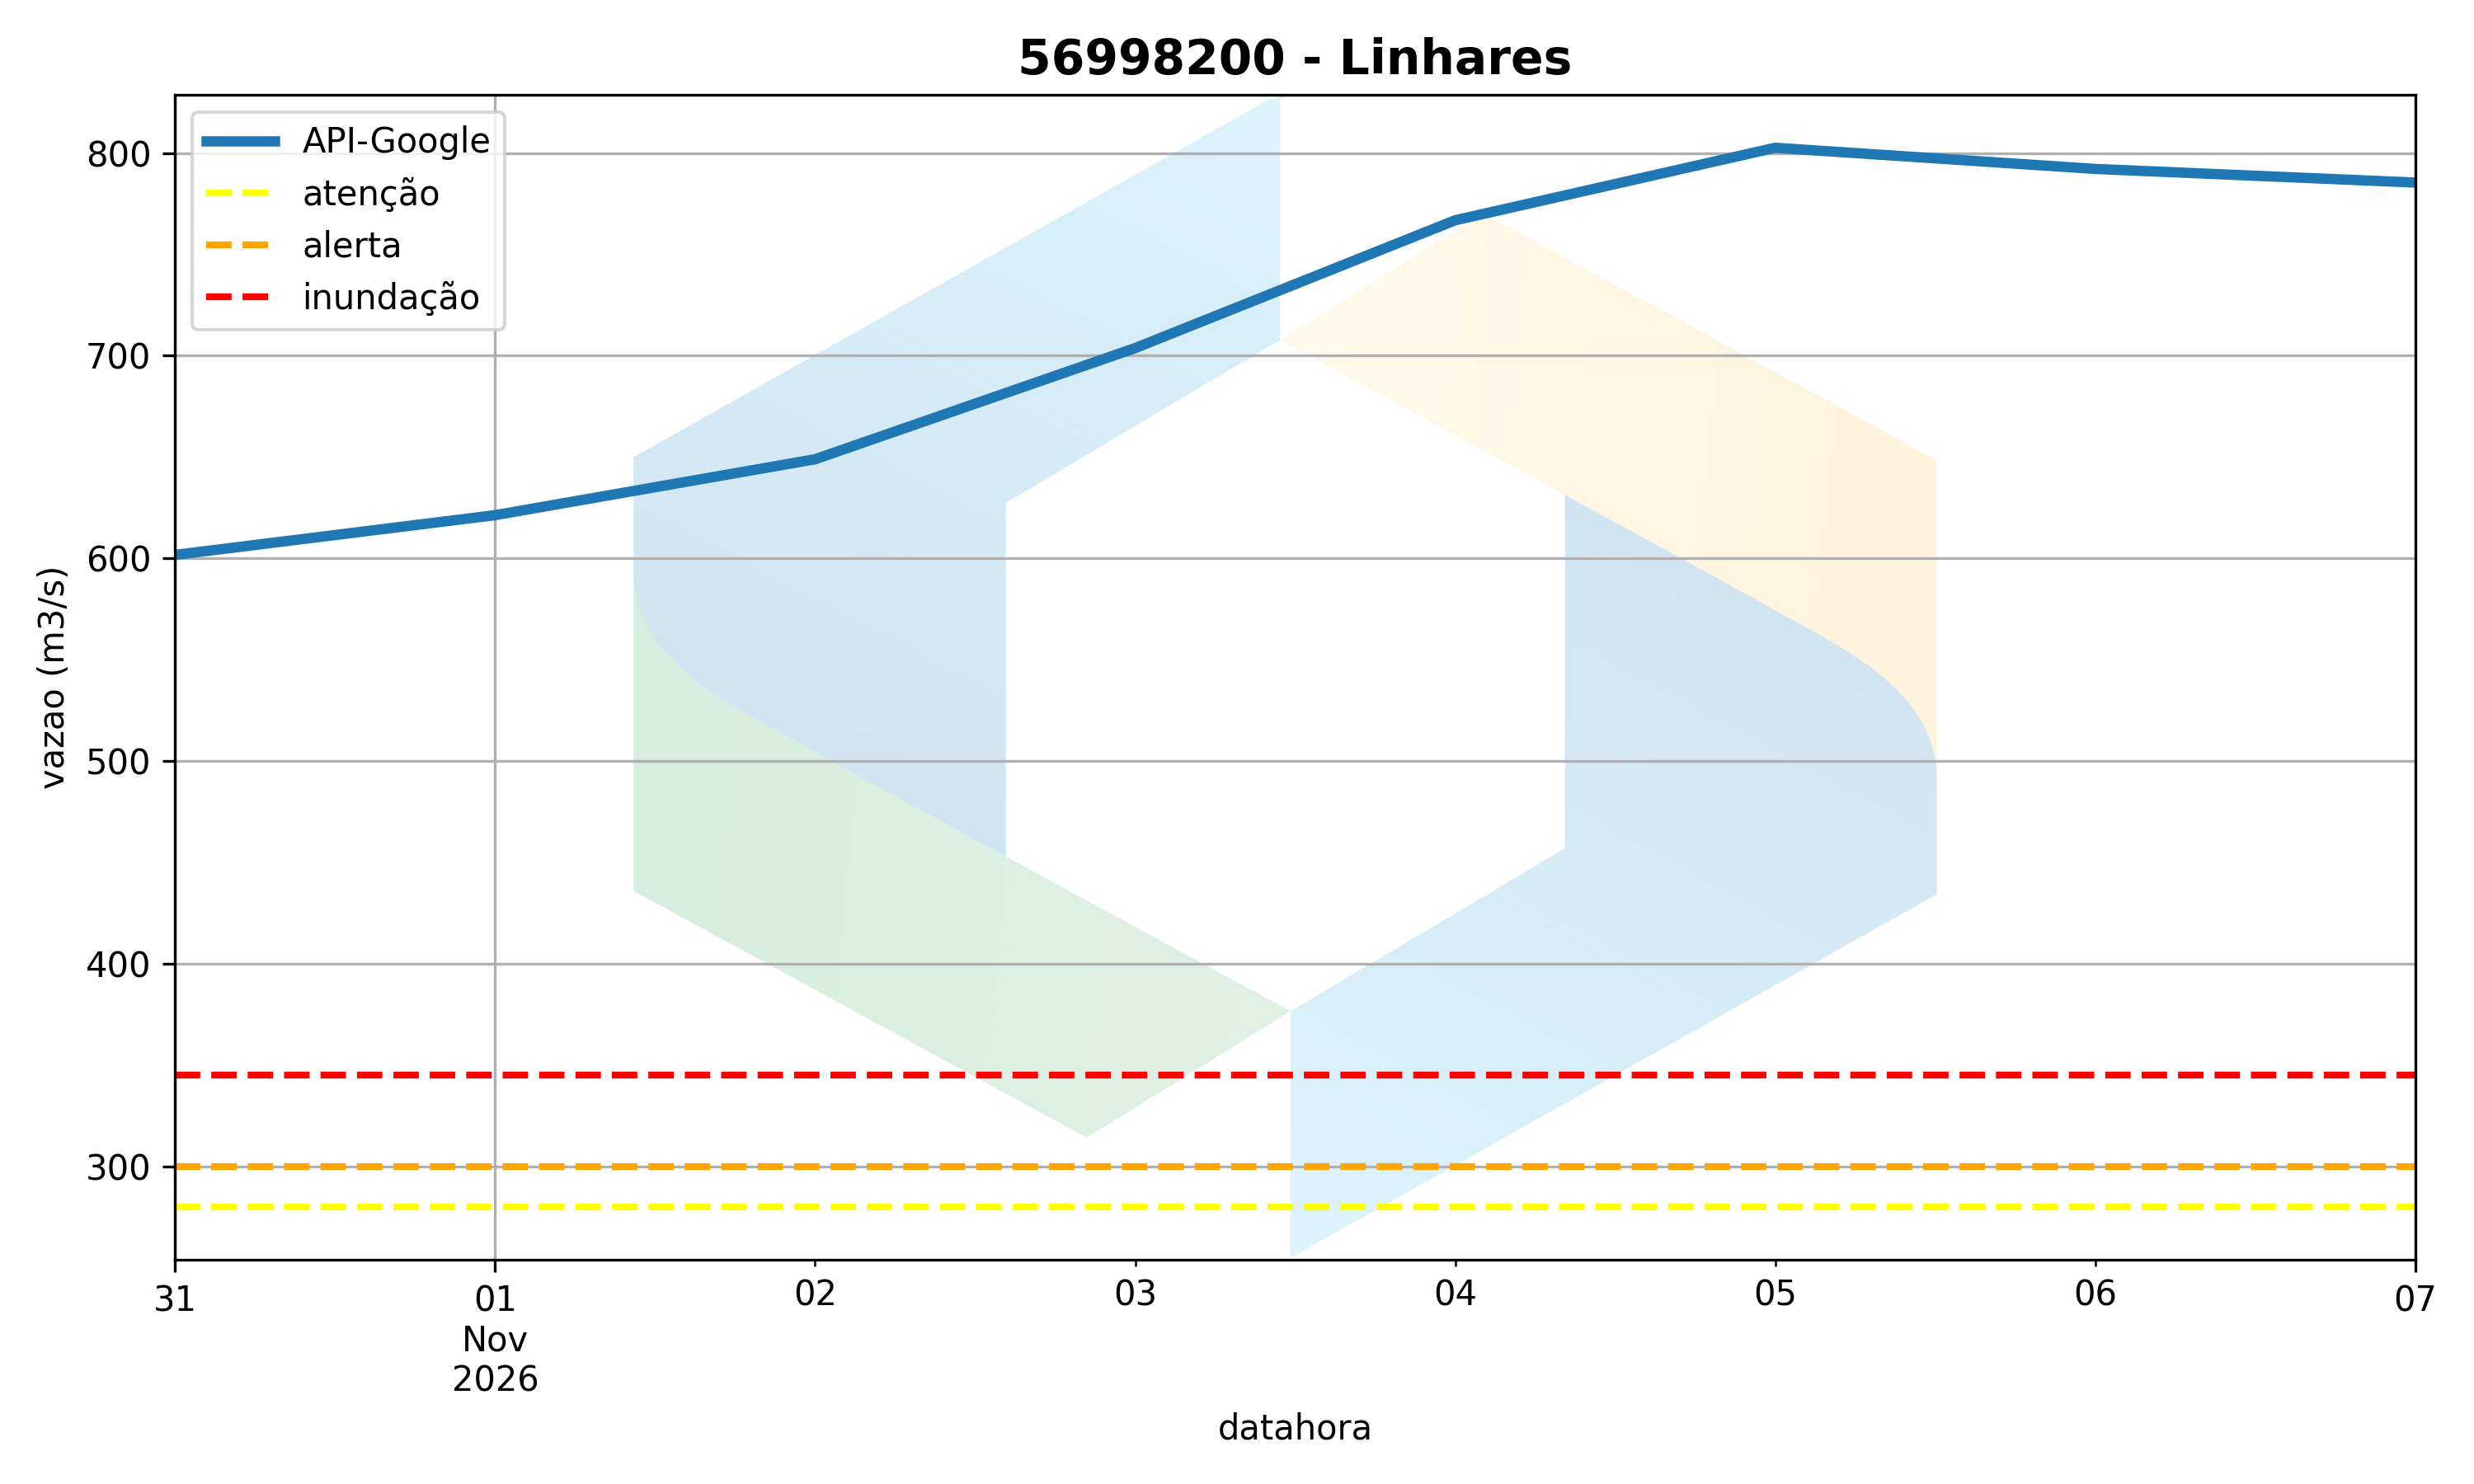 56998200 - Linhares
API-Google
atenção
alerta
inundação
800
700
600
500
400
300
vazao (m3/s)
31 01 02 03 04 05 06 07
Nov
2026
datahora